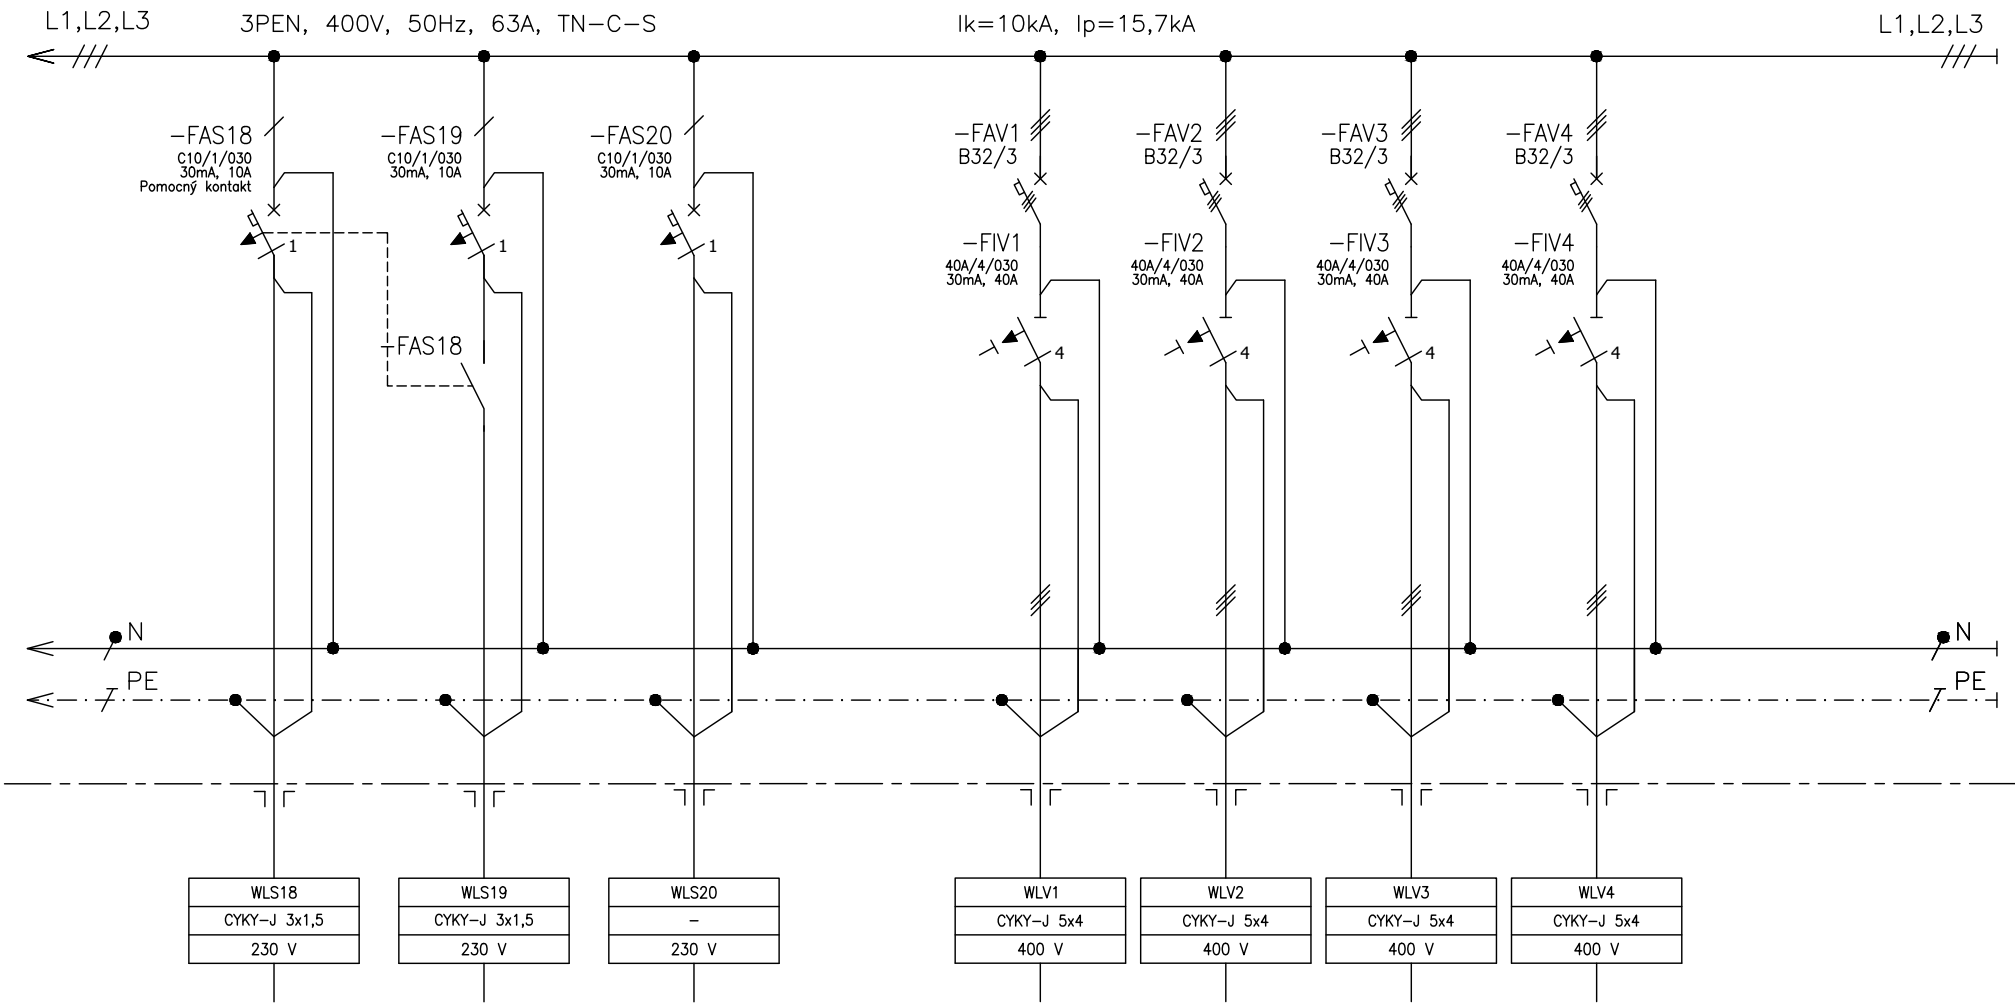 L1,L2,L3
3PEN, 400V, 50Hz, 63A, TN-C-S
Ik=10kA, Ip=15,7kA
L1,L2,L3
-FAS18
C10/1/030
30mA, 10A
Pomocný kontakt
1
-FAS19
C10/1/030
30mA, 10A
1
-FAS18
-FAS20
C10/1/030
30mA, 10A
1
-FAV1
B32/3
-FIV1
40A/4/030
30mA, 40A
4
-FAV2
B32/3
-FIV2
40A/4/030
30mA, 40A
4
-FAV3
B32/3
-FIV3
40A/4/030
30mA, 40A
4
-FAV4
B32/3
-FIV4
40A/4/030
30mA, 40A
4
N
N
PE
PE
WLS18
CYKY-J 3x1,5
230 V
WLS19
CYKY-J 3x1,5
230 V
WLS20
-
230 V
WLV1
CYKY-J 5x4
400 V
WLV2
CYKY-J 5x4
400 V
WLV3
CYKY-J 5x4
400 V
WLV4
CYKY-J 5x4
400 V